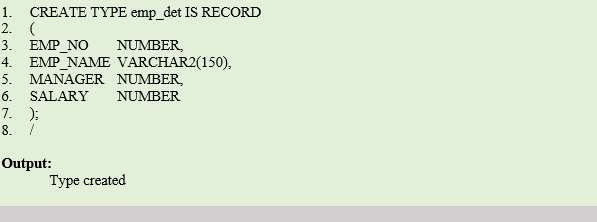 1. CREATE TYPE emp_det IS RECORD
2. (
3. EMP_NO NUMBER,
4. EMP_NAME VARCHAR2(150),
5. MANAGER NUMBER,
6. SALARY NUMBER
7. );
8. /
Output:
Type created